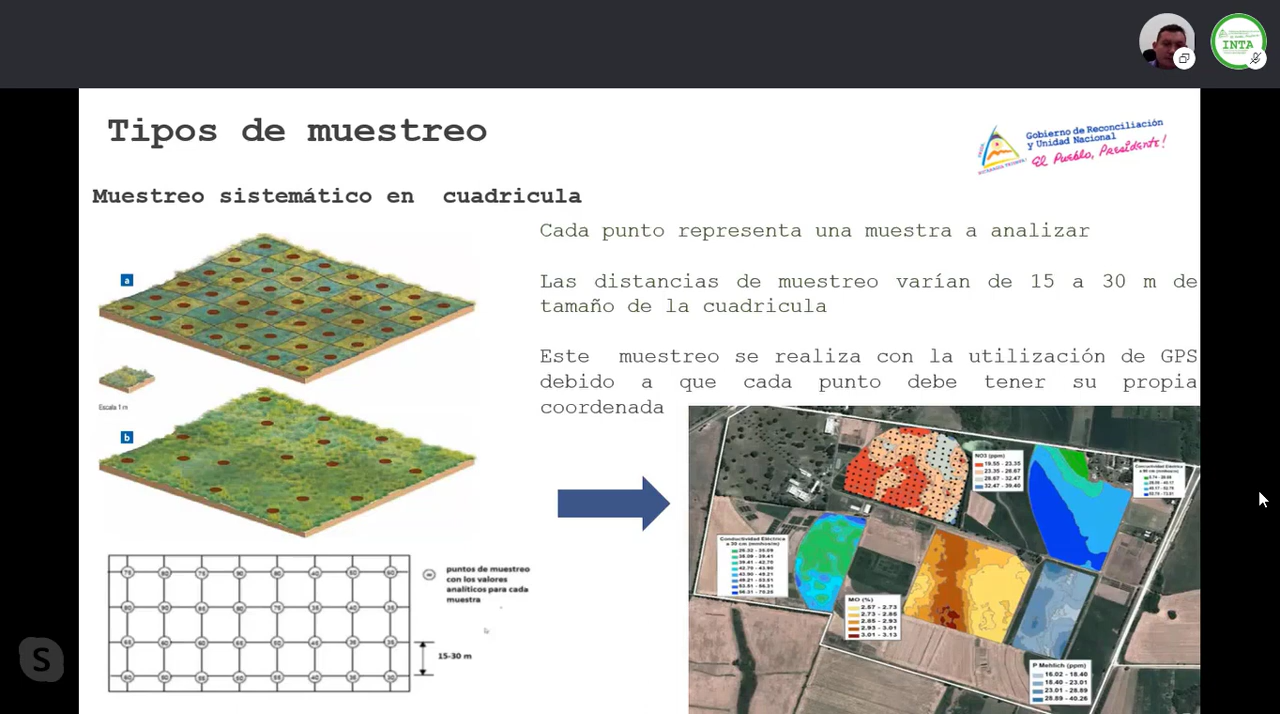 INTA
Tipos de muestreo
Gobierno de Reconciliación
y Unidad Nacional
El Pueblo, Presidente!
Muestreo sistemático en cuadricula
Cada punto representa una muestra a analizar
Las distancias de muestreo varían de 15 a 30 m de
tamaño de la cuadricula
Este muestreo se realiza con la utilización de GPS
debido a que cada punto debe tener su propia
coordenada
a
Escala 1 m
b
puntos de muestreo
con los valores
analíticos para cada
muestra
15-30 m
NO3 (ppm)
19.55 - 23.35
23.35 - 26.67
28.67 - 32.47
32.47 - 39.40
Conductividad Eléctrica
Conductividad Eléctrica
a 30 cm (mmhos/m)
MO (%)
2.57 - 2.73
2.73 - 2.85
2.85 - 2.93
2.93 - 3.01
3.01 - 3.13
P Mehlich (ppm)
16.02 - 18.40
18.40 - 23.01
23.01 - 28.89
28.89 - 40.26
S